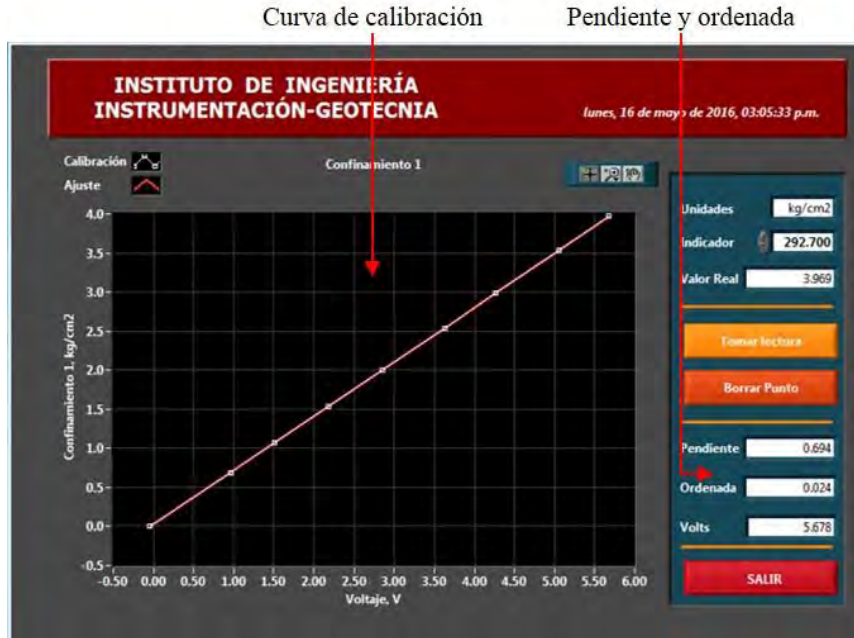 Curva de calibración
Pendiente y ordenada
INSTITUTO DE INGENIERÍA
INSTRUMENTACIÓN-GEOTECNIA
lunes, 16 de mayo de 2016, 03:05:33 p.m.
Calibración
Ajuste
Confinamiento 1
4.0
3.5
3.0
2.5
2.0
1.5
1.0
0.5
0.0
-0.5
Confinamiento 1, kg/cm2
-0.50 0.00 0.50 1.00 1.50 2.00 2.50 3.00 3.50 4.00 4.50 5.00 5.50 6.00
Voltaje, V
Unidades kg/cm2
Indicador 292.700
Valor Real 3.969
Tomar lectura
Borrar Punto
Pendiente 0.694
Ordenada 0.024
Volts 5.678
SALIR